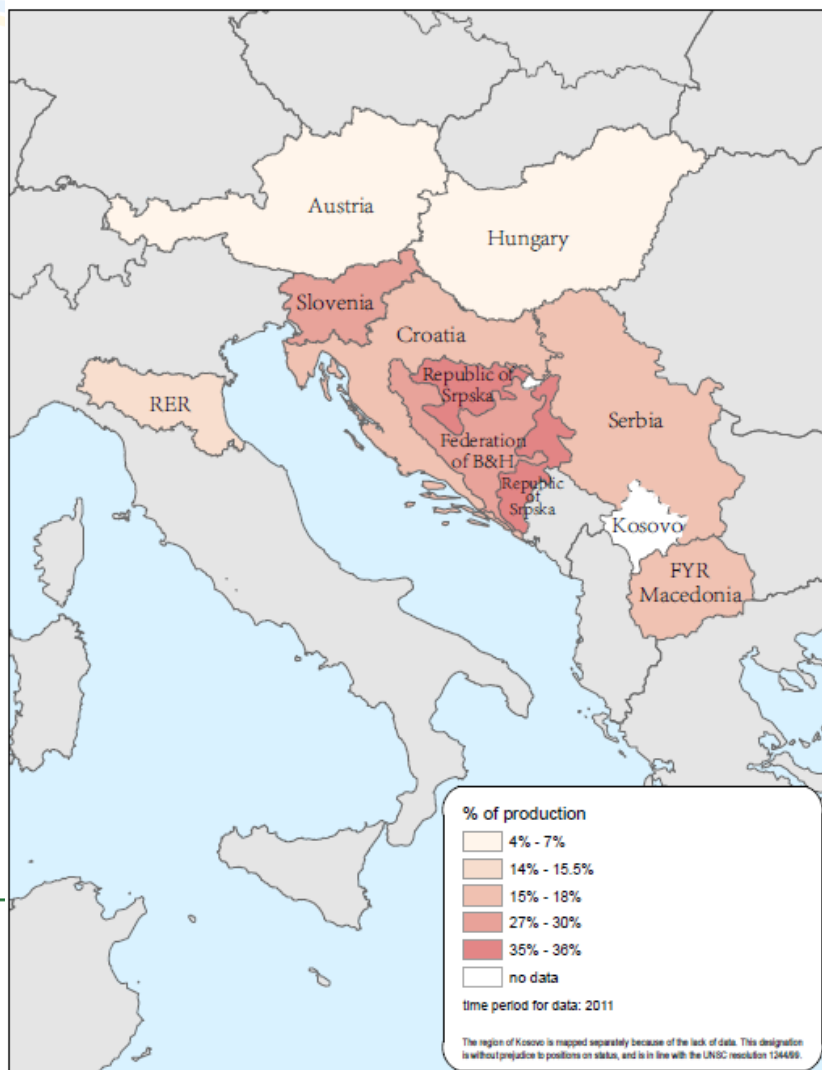 Austria
Hungary
Slovenia
Croatia
Republic of
Srpska
RER
Serbia
Federation
of B&H
Republic
of
Srpska
Kosovo
FYR
Macedonia
% of production
4% - 7%
14% - 15.5%
15% - 18%
27% - 30%
35% - 36%
no data
time period for data: 2011
The region of Kosovo is mapped separately because of the lack of data. This designation
is without prejudice to positions on status, and is in line with the UNSC resolution 1244/99.